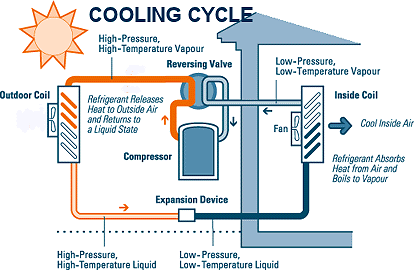 COOLING CYCLE
High-Pressure,
High-Temperature Vapour
Reversing Valve
Low-Pressure,
Low-Temperature Vapour
Outdoor Coil
Refrigerant Releases
Heat to Outside Air
and Returns to
a Liquid State
Inside Coil
Fan
Cool Inside Air
Compressor
Refrigerant Absorbs
Heat from Air and
Boils to Vapour
Expansion Device
High-Pressure,
High-Temperature Liquid
Low-Pressure,
Low-Temperature Liquid